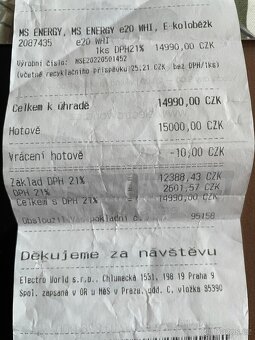 MS ENERGY, MS ENERGY e20 WHI, E-koloběžk
2087435 e20 WHI
1ks DPH21% 14990,00 CZK
Výrobní číslo: MSE20220501452
(včetně recyklačního příspěvku:25,21 CZK bez DPH/1ks)
Celkem k úhradě 14990,00 CZK
Hotově 15000,00 CZK
Vrácení hotově -10,00 CZK
Základ DPH 21% 12388,43 CZK
DPH 21% 2601,57 CZK
Celkem s DPH 21% 14990,00 CZK
Obsloužil Vás pokladní č. 95158
Děkujeme za návštěvu
Electro World s.r.o., Chlumecká 1531, 198 19 Praha 9
Spol. zapsaná v OR u MěS v Praze, odd. C, vložka 85390